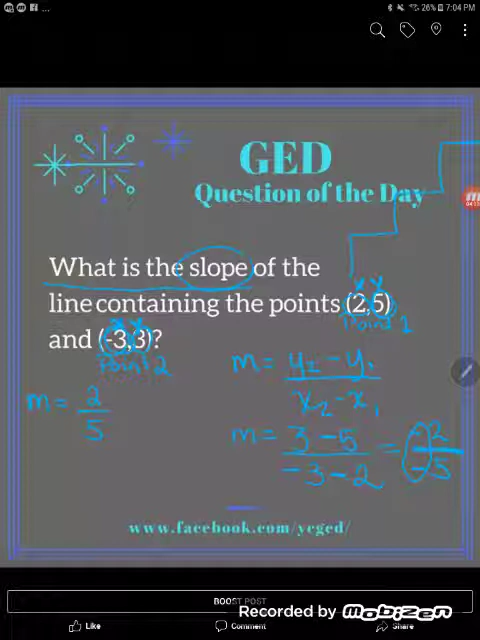 26% 7:04 PM
GED
Question of the Day
What is the slope of the
line containing the points (2,5)
x y
Point 1
and (-3,3)?
x y
Point 2
m = y2 - y1
x2 - x1
m = 2
5
m = 3 - 5 = -2
-3 - 2 -5
www.facebook.com/yeged/
BOOST POST
Recorded by Mobizen
Like Comment Share